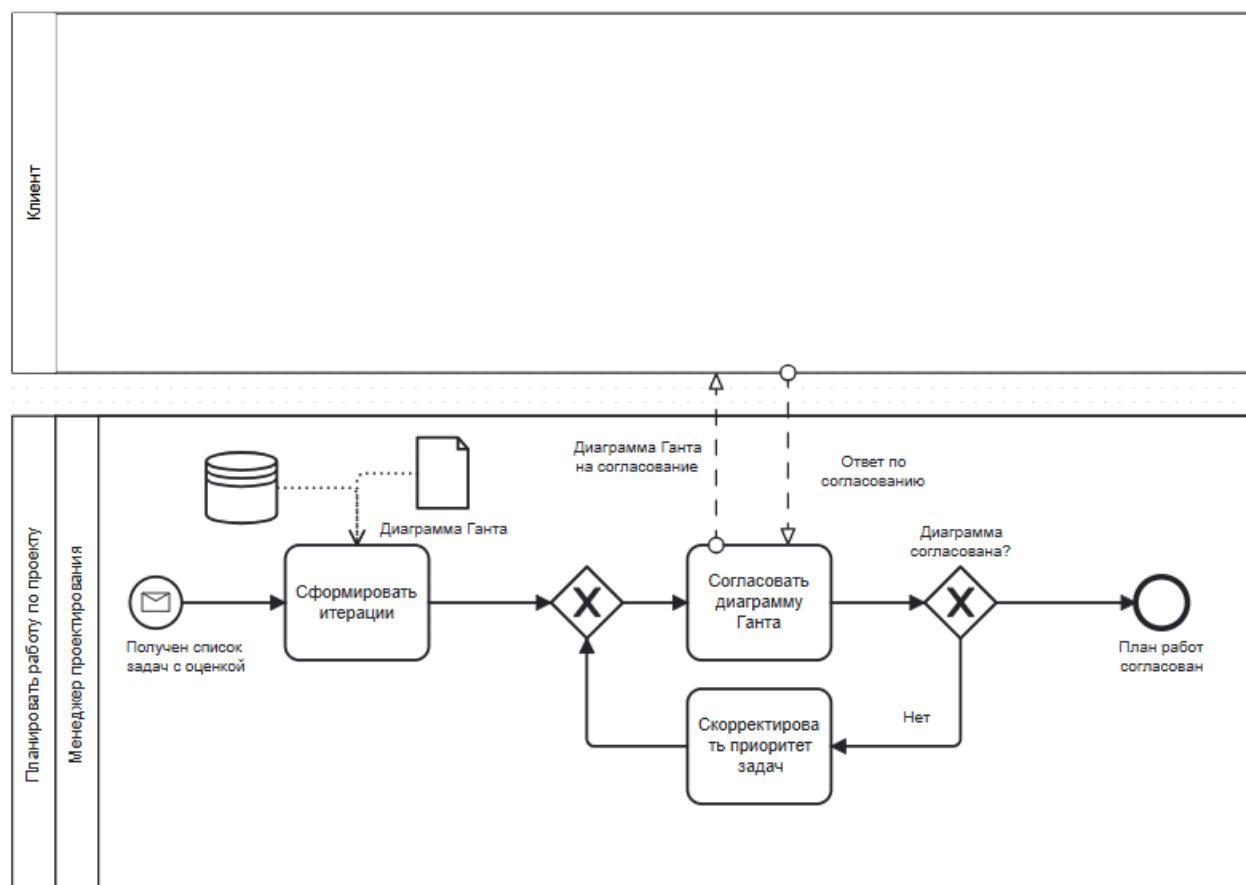 Клиент
Планировать работу по проекту
Менеджер проектирования
Диаграмма Ганта
на согласование
Ответ по
согласованию
Диаграмма Ганта
Диаграмма
согласована?
Получен список
задач с оценкой
Сформировать
итерации
Согласовать
диаграмму
Ганта
План работ
согласован
Скорректирова
ть приоритет
задач
Нет